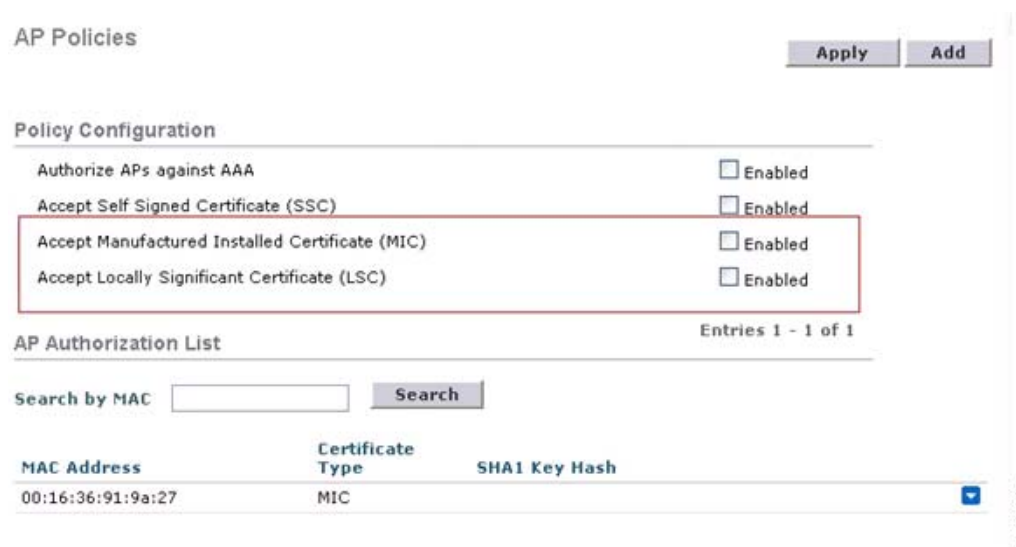 AP Policies
Apply Add
Policy Configuration
Authorize APs against AAA Enabled
Accept Self Signed Certificate (SSC) Enabled
Accept Manufactured Installed Certificate (MIC) Enabled
Accept Locally Significant Certificate (LSC) Enabled
Entries 1 - 1 of 1
AP Authorization List
Search by MAC Search
MAC Address Certificate Type SHA1 Key Hash
00:16:36:91:9a:27 MIC